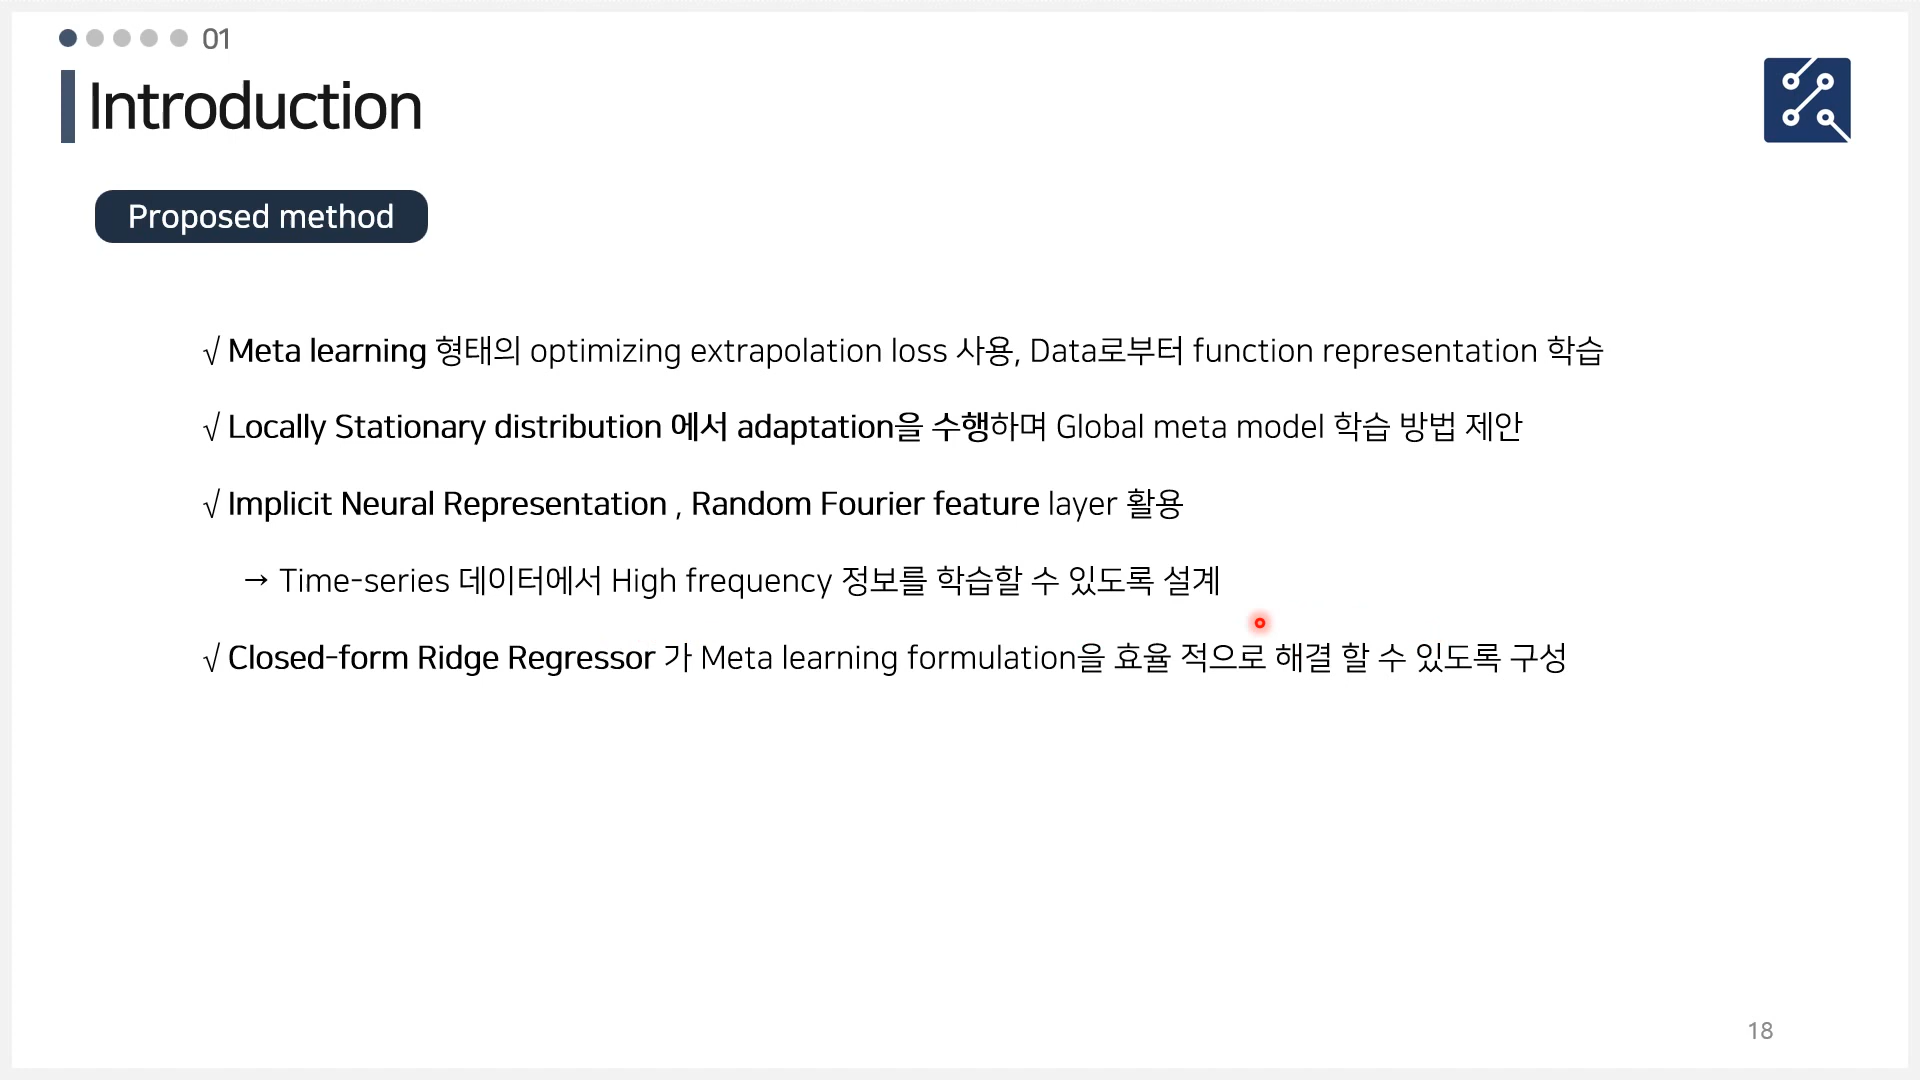 01
Introduction
Proposed method
√ Meta learning 형태의 optimizing extrapolation loss 사용, Data로부터 function representation 학습
√ Locally Stationary distribution 에서 adaptation을 수행하며 Global meta model 학습 방법 제안
√ Implicit Neural Representation , Random Fourier feature layer 활용
→ Time-series 데이터에서 High frequency 정보를 학습할 수 있도록 설계
√ Closed-form Ridge Regressor 가 Meta learning formulation을 효율 적으로 해결 할 수 있도록 구성
18